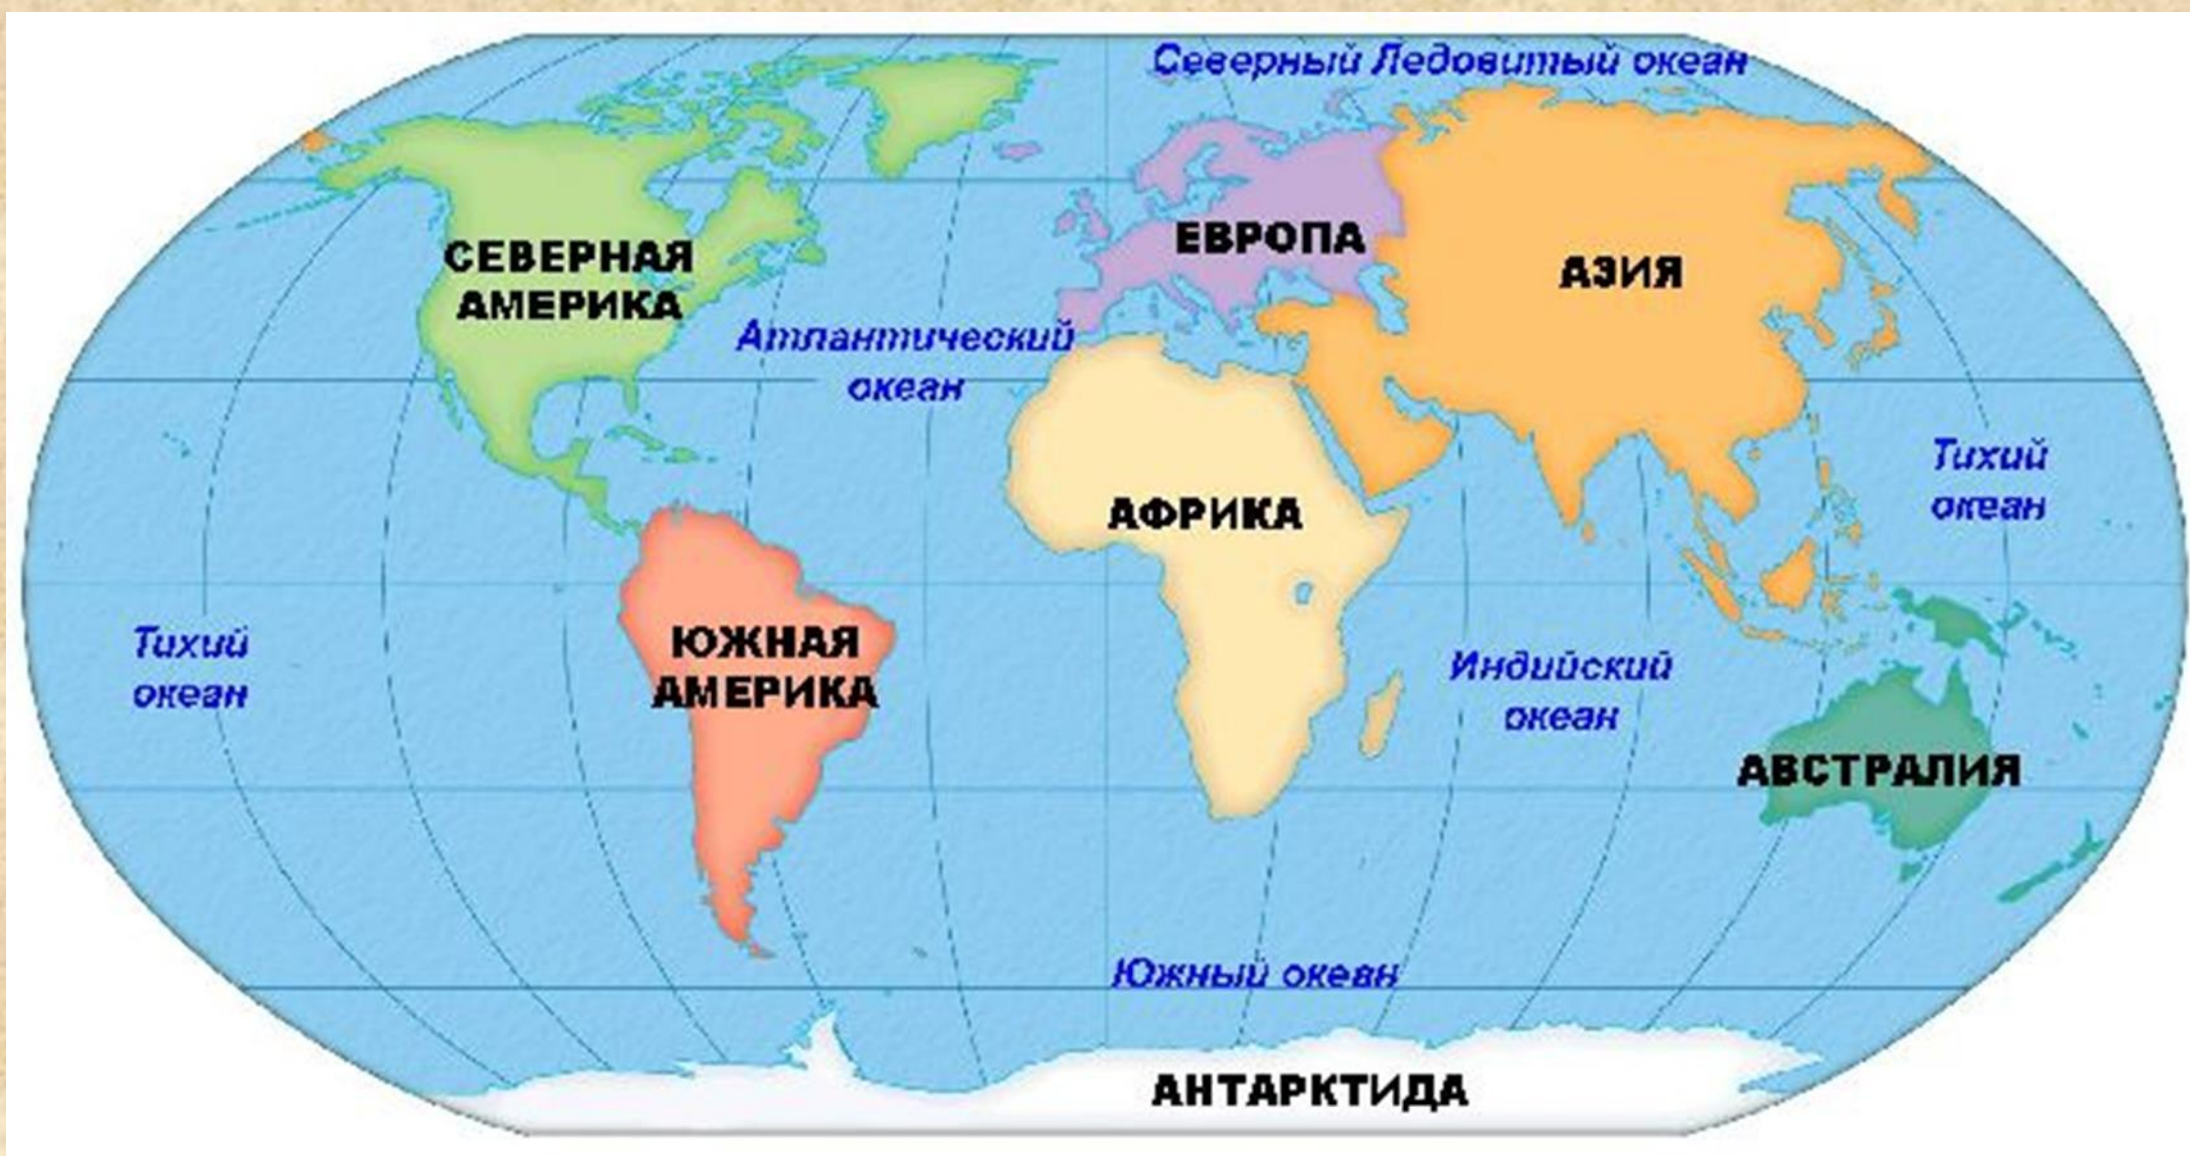 Северный Ледовитый океан
ЕВРОПА
СЕВЕРНАЯ
АМЕРИКА
АЗИЯ
Атлантический
океан
Тихий
океан
АФРИКА
Тихий
океан
ЮЖНАЯ
АМЕРИКА
Индийский
океан
АВСТРАЛИЯ
Южный океан
АНТАРКТИДА